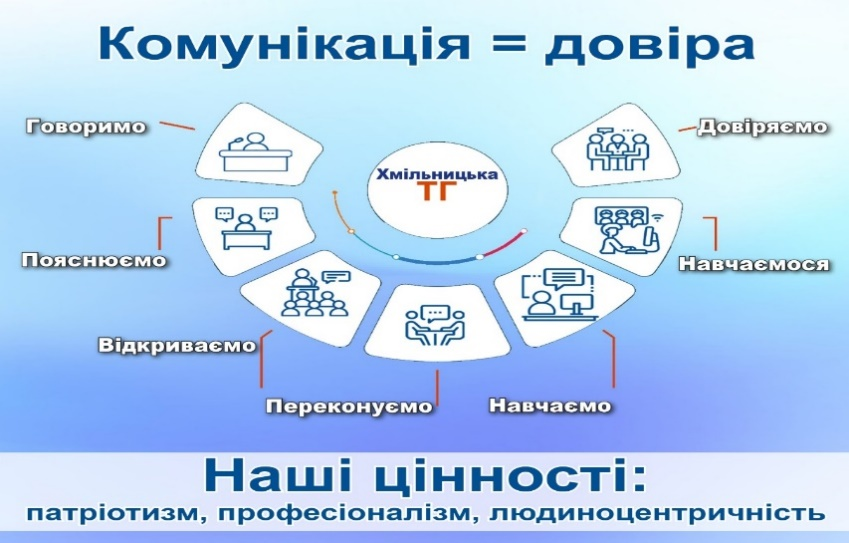 Комунікація = довіра
Говоримо
Довіряємо
Хмільницька
ТГ
Пояснюємо
Навчаємося
Відкриваємо
Переконуємо
Навчаємо
Наші цінності:
патріотизм, професіоналізм, людиноцентричність